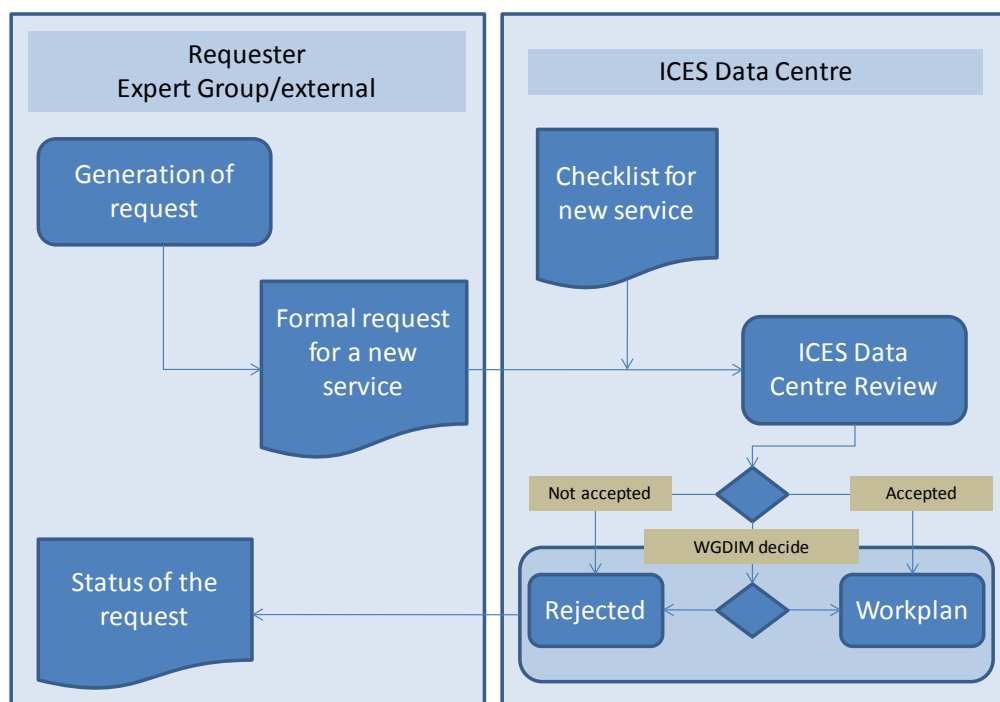 Requester
Expert Group/external
Generation of
request
Formal request
for a new
service
Status of the
request
ICES Data Centre
Checklist for
new service
ICES Data
Centre Review
Not accepted
Accepted
WGDIM decide
Rejected
Workplan